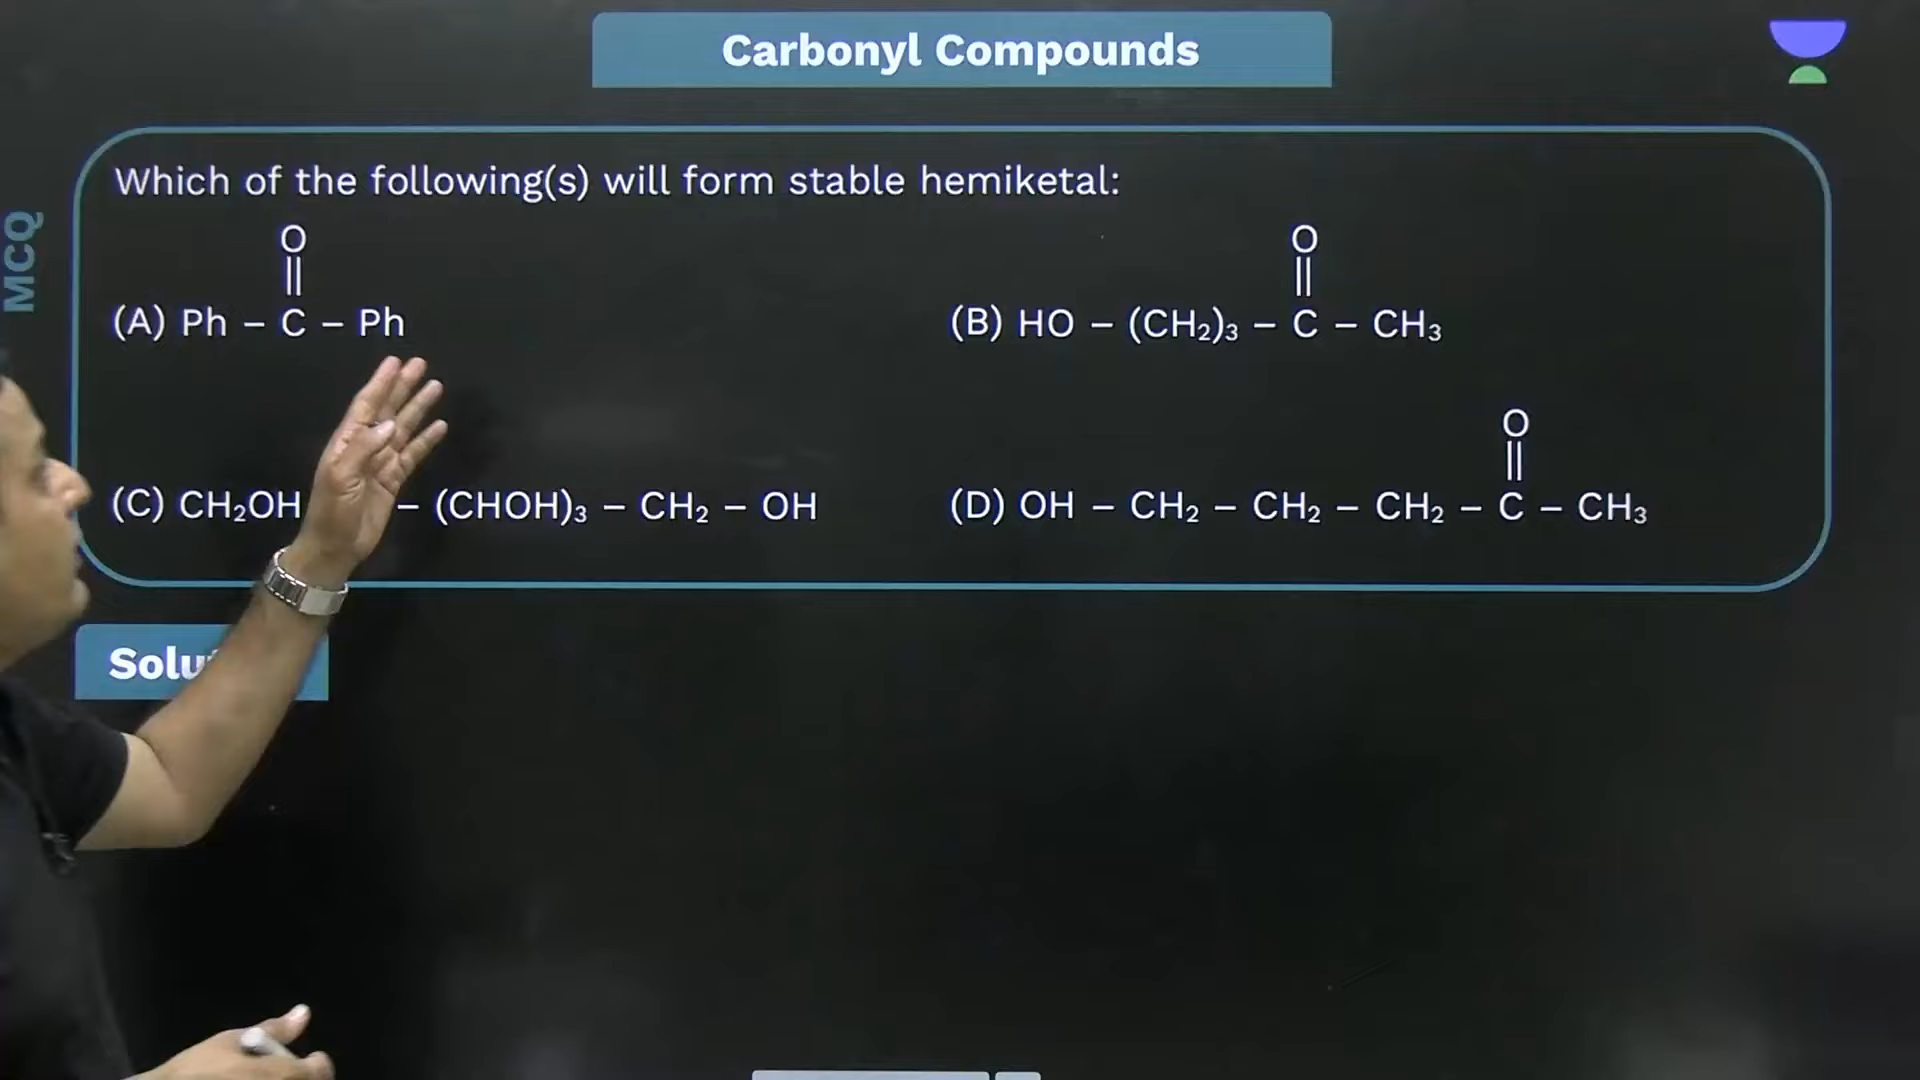 Carbonyl Compounds
MCQ
Which of the following(s) will form stable hemiketal:
O
||
(A) Ph – C – Ph
O
||
(B) HO – (CH₂)₃ – C – CH₃
(C) CH₂OH – (CHOH)₃ – CH₂ – OH
O
||
(D) OH – CH₂ – CH₂ – CH₂ – C – CH₃